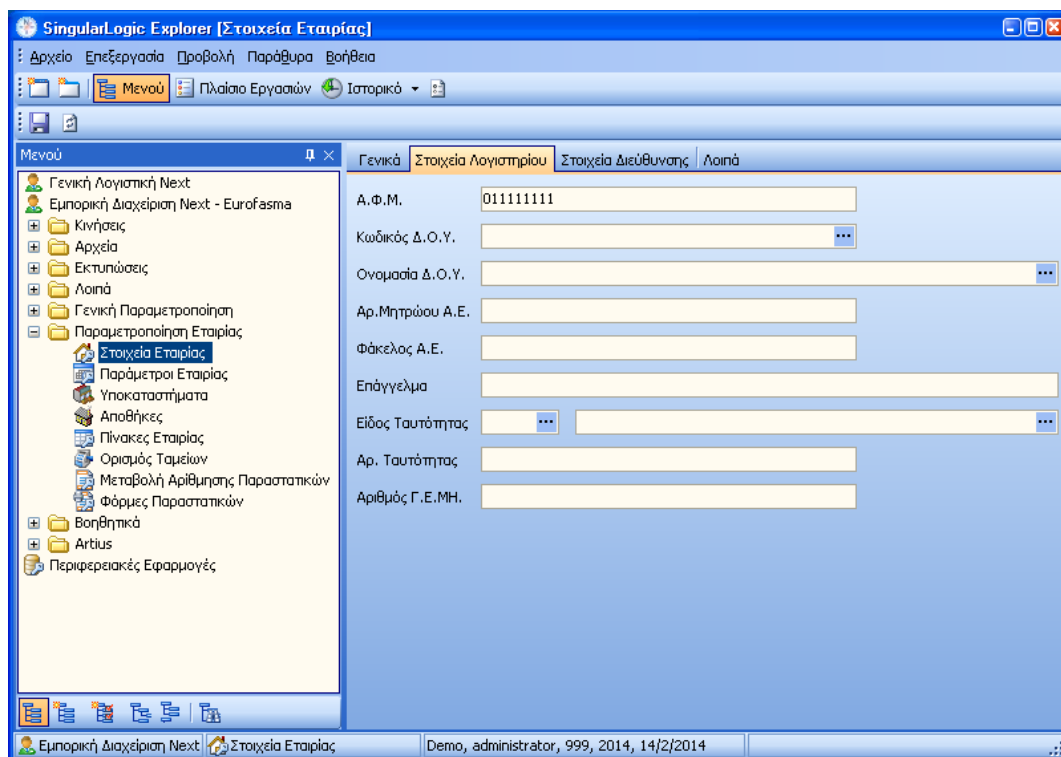 SingularLogic Explorer [Στοιχεία Εταιρίας]
Αρχείο Επεξεργασία Προβολή Παράθυρα Βοήθεια
Μενού Πλαίσιο Εργασιών Ιστορικό
Μενού
Γενική Λογιστική Next
Εμπορική Διαχείριση Next - Eurofasma
Κινήσεις
Αρχεία
Εκτυπώσεις
Λοιπά
Γενική Παραμετροποίηση
Παραμετροποίηση Εταιρίας
Στοιχεία Εταιρίας
Παράμετροι Εταιρίας
Υποκαταστήματα
Αποθήκες
Πίνακες Εταιρίας
Ορισμός Ταμείων
Μεταβολή Αρίθμησης Παραστατικών
Φόρμες Παραστατικών
Βοηθητικά
Artius
Περιφερειακές Εφαρμογές
Γενικά Στοιχεία Λογιστηρίου Στοιχεία Διεύθυνσης Λοιπά
Α.Φ.Μ. 011111111
Κωδικός Δ.Ο.Υ.
Ονομασία Δ.Ο.Υ.
Αρ.Μητρώου Α.Ε.
Φάκελος Α.Ε.
Επάγγελμα
Είδος Ταυτότητας
Αρ. Ταυτότητας
Αριθμός Γ.Ε.ΜΗ.
Εμπορική Διαχείριση Next Στοιχεία Εταιρίας Demo, administrator, 999, 2014, 14/2/2014